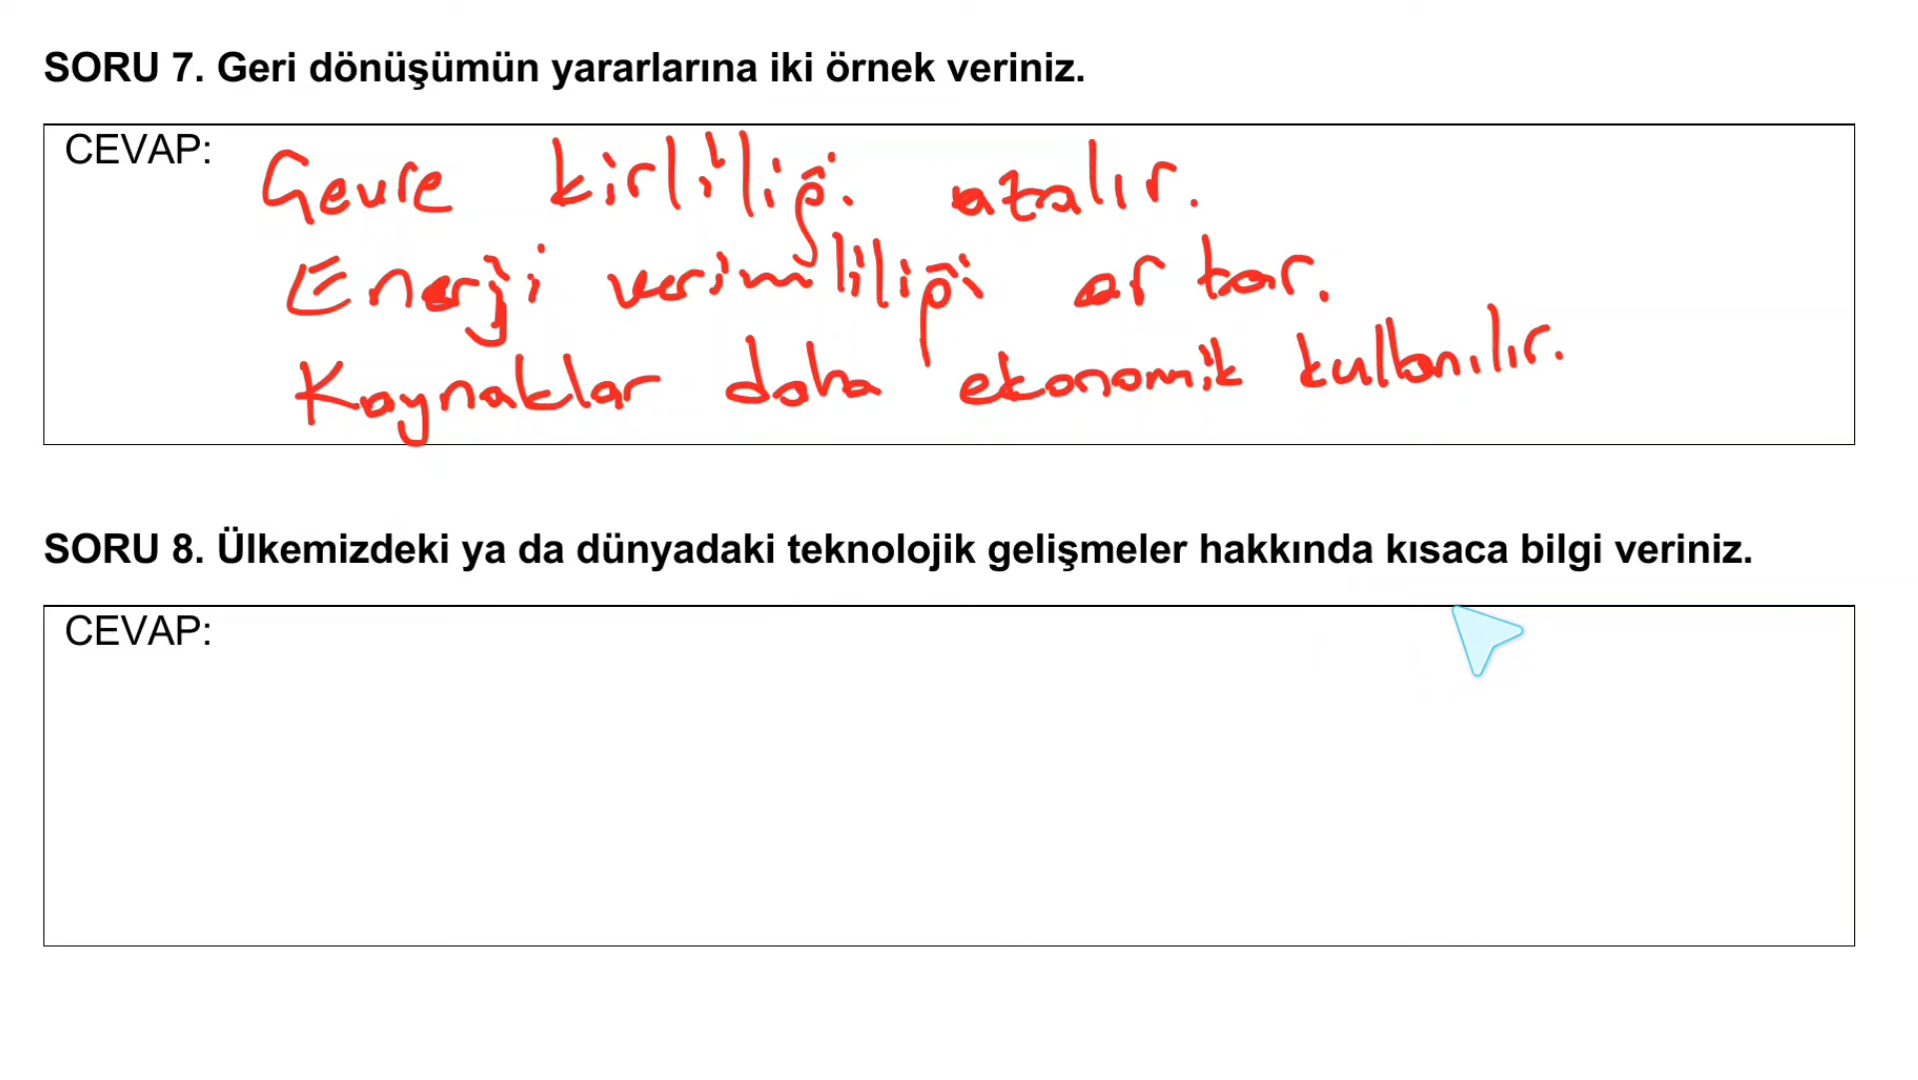 SORU 7. Geri dönüşümün yararlarına iki örnek veriniz.
CEVAP: Çevre kirliliği azalır.
Enerji verimliliği artar.
Kaynaklar daha ekonomik kullanılır.
SORU 8. Ülkemizdeki ya da dünyadaki teknolojik gelişmeler hakkında kısaca bilgi veriniz.
CEVAP: